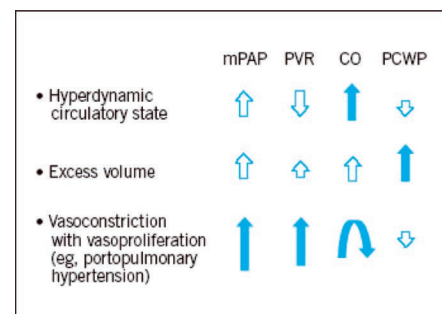 mPAP PVR CO PCWP
• Hyperdynamic
circulatory state
• Excess volume
• Vasoconstriction
with vasoproliferation
(eg, portopulmonary
hypertension)